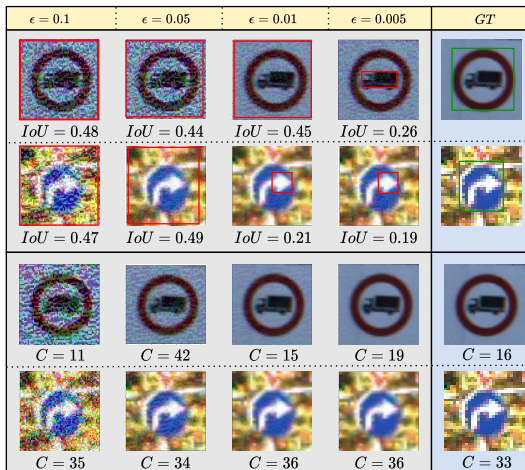 ϵ = 0.1 ϵ = 0.05 ϵ = 0.01 ϵ = 0.005 GT
IoU = 0.48 IoU = 0.44 IoU = 0.45 IoU = 0.26
IoU = 0.47 IoU = 0.49 IoU = 0.21 IoU = 0.19
C = 11 C = 42 C = 15 C = 19 C = 16
C = 35 C = 34 C = 36 C = 36 C = 33